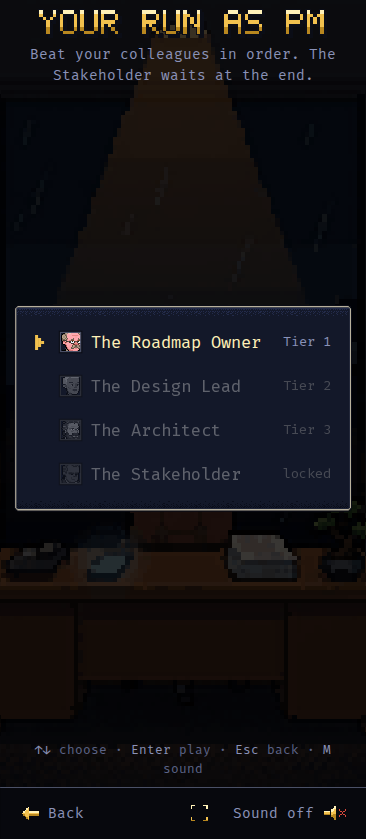 YOUR RUN AS PM
Beat your colleagues in order. The
Stakeholder waits at the end.
The Roadmap Owner Tier 1
The Design Lead Tier 2
The Architect Tier 3
The Stakeholder locked
↑↓ choose · Enter play · Esc back · M
sound
Back Sound off